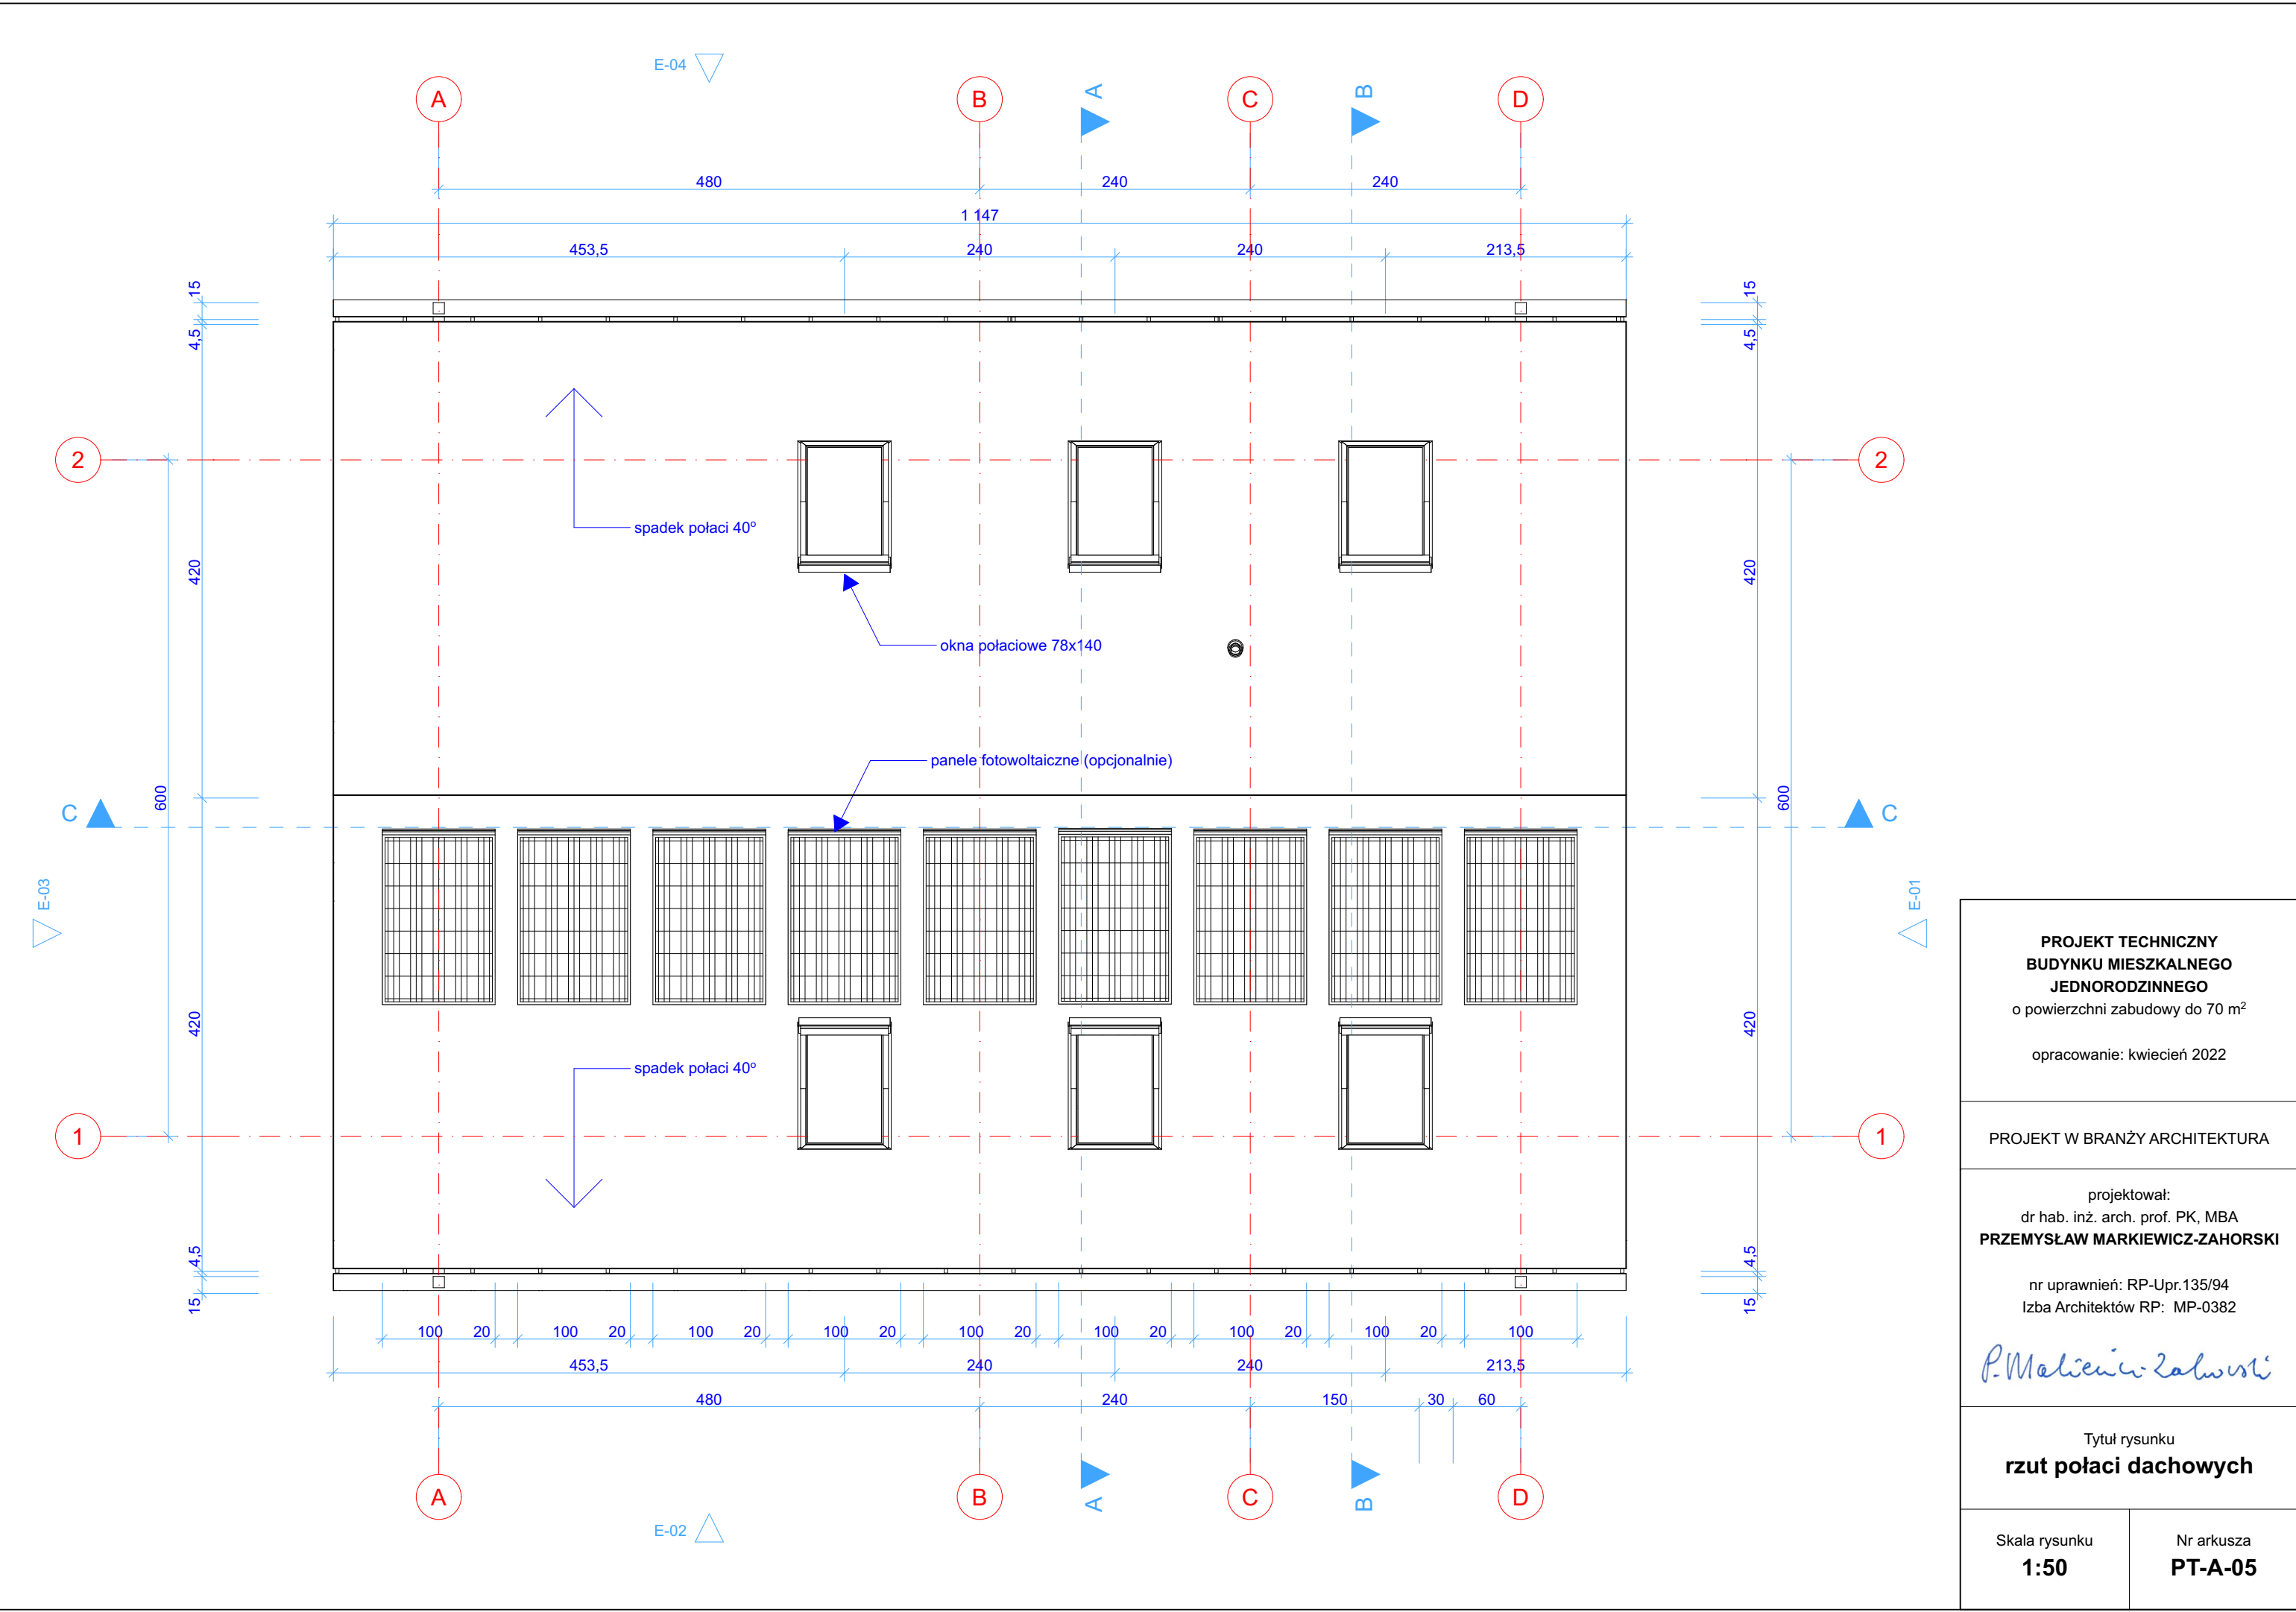 E-04
A B A C B D
480 240 240
1 147
453,5 240 240 213,5
15 15
4,5 4,5
2 2
spadek połaci 40º
420 420
okna połaciowe 78x140
panele fotowoltaiczne (opcjonalnie)
600 600
C C
E-03 E-01
420 420
spadek połaci 40º
1 1
4,5 4,5
15 15
100 20 100 20 100 20 100 20 100 20 100 20 100 20 100 20 100
453,5 240 240 213,5
480 240 150 30 60
A B A C B D
E-02
PROJEKT TECHNICZNY
BUDYNKU MIESZKALNEGO
JEDNORODZINNEGO
o powierzchni zabudowy do 70 m²
opracowanie: kwiecień 2022
PROJEKT W BRANŻY ARCHITEKTURA
projektował:
dr hab. inż. arch. prof. PK, MBA
PRZEMYSŁAW MARKIEWICZ-ZAHORSKI
nr uprawnień: RP-Upr.135/94
Izba Architektów RP: MP-0382
Tytuł rysunku
rzut połaci dachowych
Skala rysunku
1:50
Nr arkusza
PT-A-05